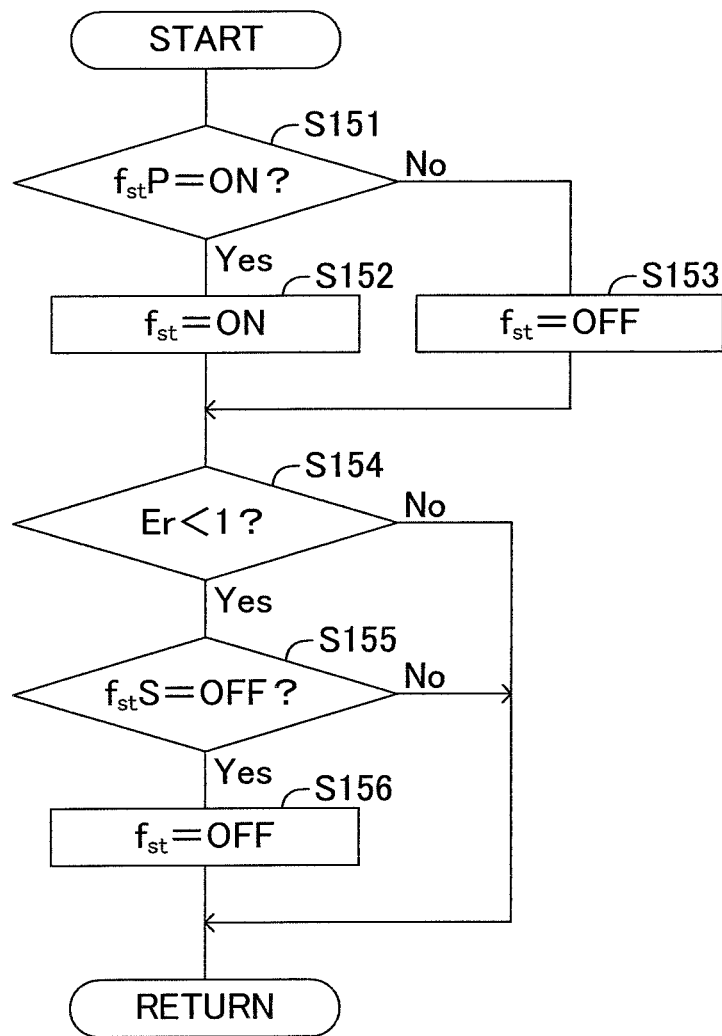 START
S151
f_stP=ON?
No
Yes
S152
S153
f_st=ON
f_st=OFF
S154
Er<1?
No
Yes
S155
f_stS=OFF?
No
Yes
S156
f_st=OFF
RETURN